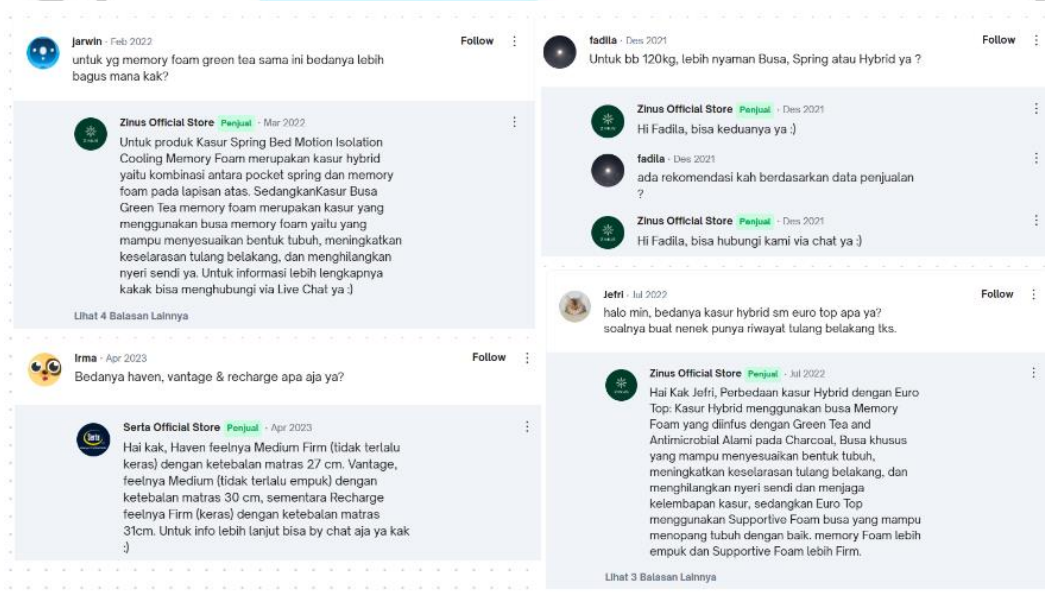 jarwin · Feb 2022
Follow
untuk yg memory foam green tea sama ini bedanya lebih
bagus mana kak?
Zinus Official Store Penjual · Mar 2022
Untuk produk Kasur Spring Bed Motion Isolation
Cooling Memory Foam merupakan kasur hybrid
yaitu kombinasi antara pocket spring dan memory
foam pada lapisan atas. SedangkanKasur Busa
Green Tea memory foam merupakan kasur yang
menggunakan busa memory foam yaitu yang
mampu menyesuaikan bentuk tubuh, meningkatkan
keselarasan tulang belakang, dan menghilangkan
nyeri sendi ya. Untuk informasi lebih lengkapnya
kakak bisa menghubungi via Live Chat ya :)
Lihat 4 Balasan Lainnya
Irma · Apr 2023
Follow
Bedanya haven, vantage & recharge apa aja ya?
Serta Official Store Penjual · Apr 2023
Hai kak, Haven feelnya Medium Firm (tidak terlalu
keras) dengan ketebalan matras 27 cm. Vantage,
feelnya Medium (tidak terlalu empuk) dengan
ketebalan matras 30 cm, sementara Recharge
feelnya Firm (keras) dengan ketebalan matras
31cm. Untuk info lebih lanjut bisa by chat aja ya kak
:)
fadila · Des 2021
Follow
Untuk bb 120kg, lebih nyaman Busa, Spring atau Hybrid ya ?
Zinus Official Store Penjual · Des 2021
Hi Fadila, bisa keduanya ya :)
fadila · Des 2021
ada rekomendasi kah berdasarkan data penjualan
?
Zinus Official Store Penjual · Des 2021
Hi Fadila, bisa hubungi kami via chat ya :)
Jefri · Jul 2022
Follow
halo min, bedanya kasur hybrid sm euro top apa ya?
soalnya buat nenek punya riwayat tulang belakang tks.
Zinus Official Store Penjual · Jul 2022
Hai Kak Jefri, Perbedaan kasur Hybrid dengan Euro
Top: Kasur Hybrid menggunakan busa Memory
Foam yang diinfus dengan Green Tea and
Antimicrobial Alami pada Charcoal, Busa khusus
yang mampu menyesuaikan bentuk tubuh,
meningkatkan keselarasan tulang belakang, dan
menghilangkan nyeri sendi dan menjaga
kelembapan kasur, sedangkan Euro Top
menggunakan Supportive Foam busa yang mampu
menopang tubuh dengan baik. memory Foam lebih
empuk dan Supportive Foam lebih Firm.
Lihat 3 Balasan Lainnya